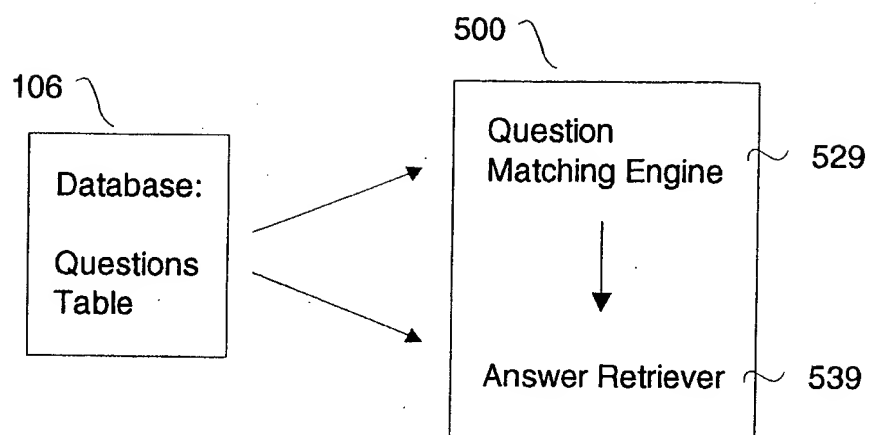 500
106
Database:
Questions
Table
Question
Matching Engine
529
Answer Retriever
539